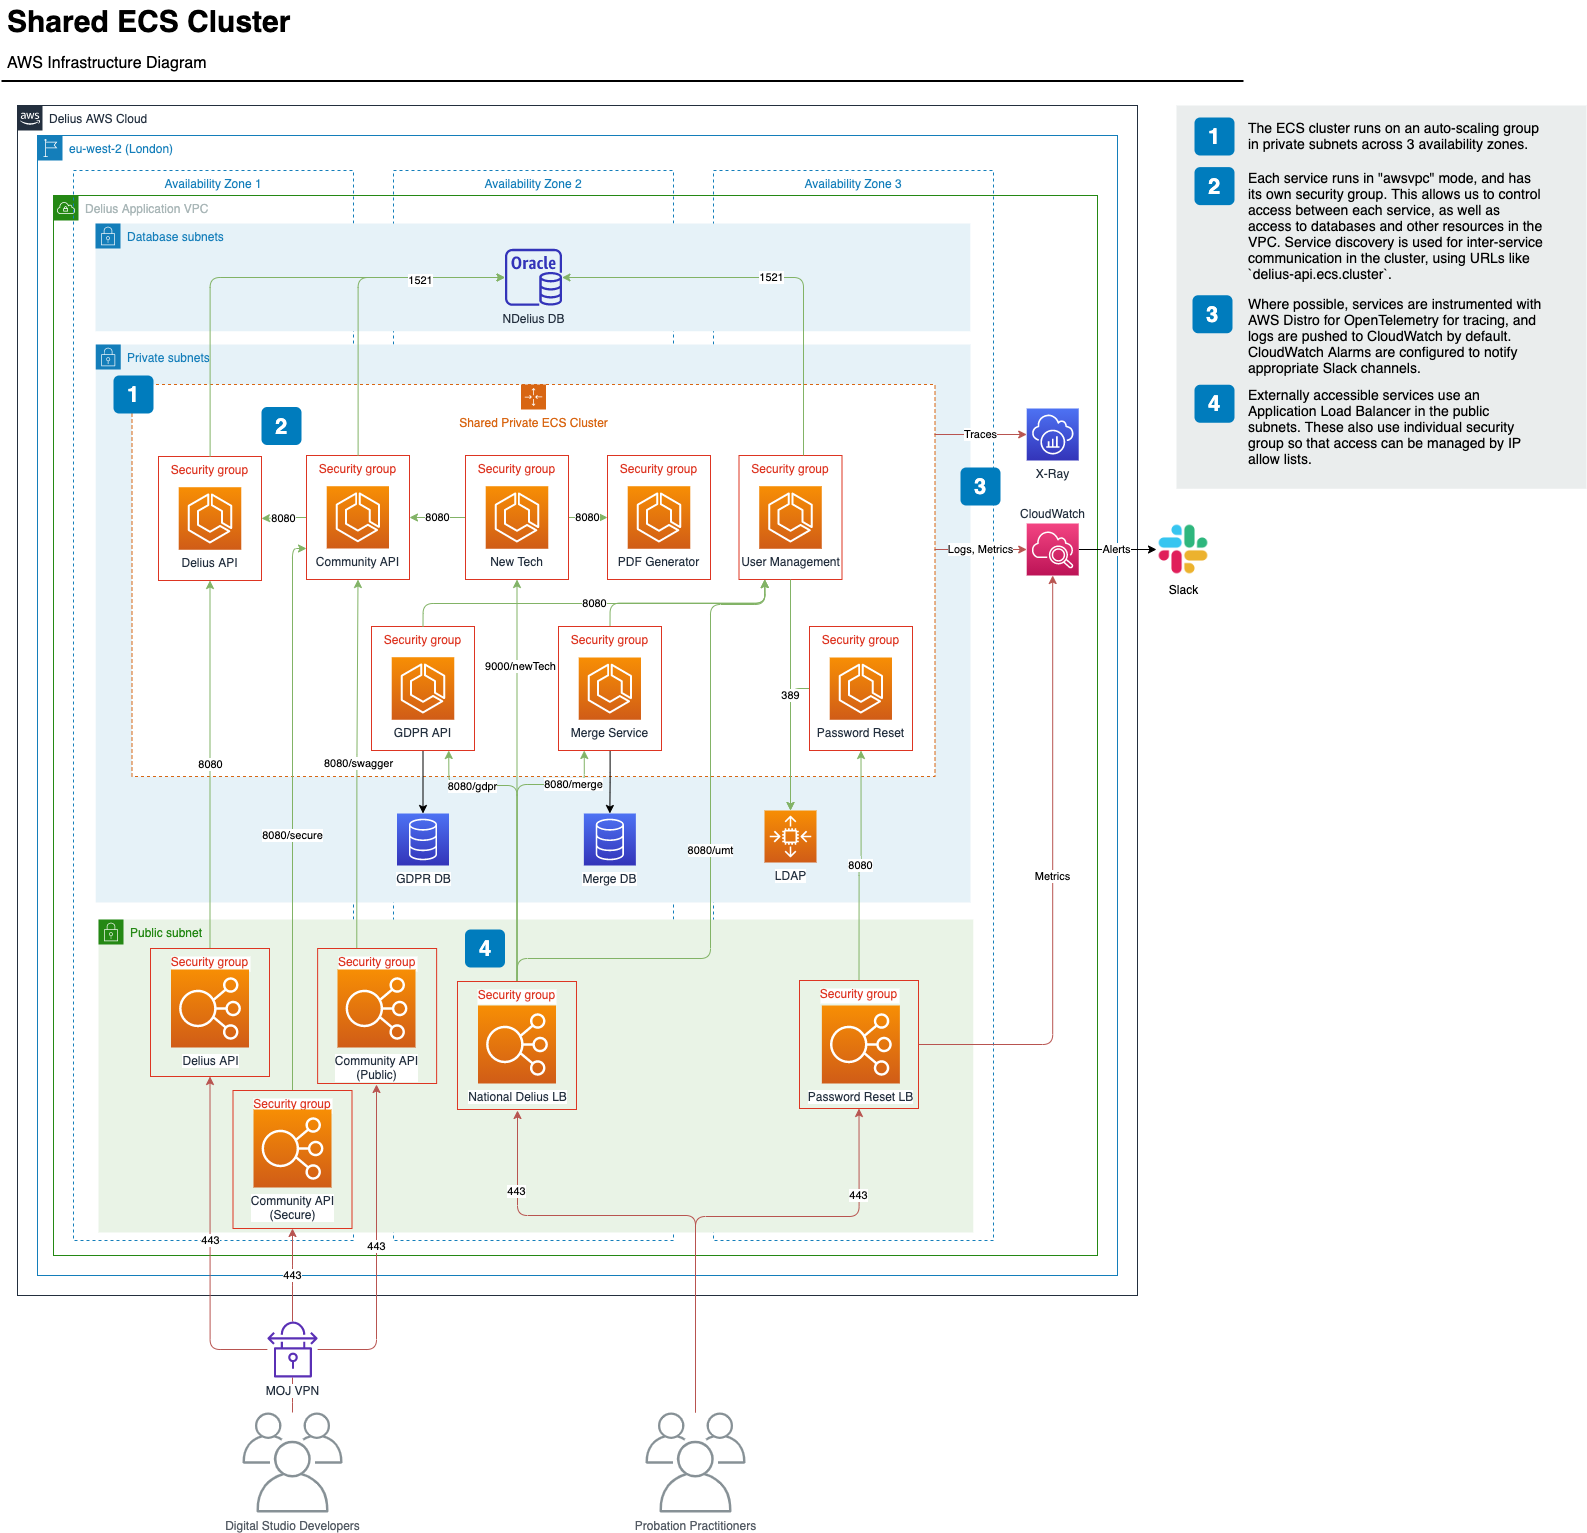 Shared ECS Cluster
AWS Infrastructure Diagram
aws
Delius AWS Cloud
eu-west-2 (London)
Availability Zone 1
Availability Zone 2
Availability Zone 3
Delius Application VPC
Database subnets
Oracle
1521
1521
NDelius DB
Private subnets
1
2
Shared Private ECS Cluster
Security group
Security group
Security group
Security group
Security group
8080
8080
8080
Delius API
Community API
New Tech
PDF Generator
User Management
Traces
X-Ray
3
CloudWatch
Logs, Metrics
Alerts
Slack
8080
Security group
Security group
Security group
9000/newTech
389
GDPR API
Merge Service
Password Reset
8080
8080/swagger
8080/gdpr
8080/merge
8080/secure
8080/umt
8080
GDPR DB
Merge DB
LDAP
Metrics
Public subnet
4
Security group
Security group
Security group
Security group
Delius API
Community API
(Public)
National Delius LB
Password Reset LB
Security group
Community API
(Secure)
443
443
443
443
443
MOJ VPN
Digital Studio Developers
Probation Practitioners
1
The ECS cluster runs on an auto-scaling group
in private subnets across 3 availability zones.
2
Each service runs in "awsvpc" mode, and has
its own security group. This allows us to control
access between each service, as well as
access to databases and other resources in the
VPC. Service discovery is used for inter-service
communication in the cluster, using URLs like
`delius-api.ecs.cluster`.
3
Where possible, services are instrumented with
AWS Distro for OpenTelemetry for tracing, and
logs are pushed to CloudWatch by default.
CloudWatch Alarms are configured to notify
appropriate Slack channels.
4
Externally accessible services use an
Application Load Balancer in the public
subnets. These also use individual security
group so that access can be managed by IP
allow lists.